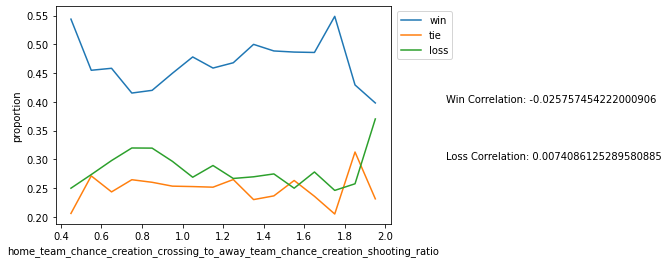 0.55
0.50
0.45
0.40
0.35
0.30
0.25
0.20
proportion
0.4 0.6 0.8 1.0 1.2 1.4 1.6 1.8 2.0
home_team_chance_creation_crossing_to_away_team_chance_creation_shooting_ratio
win
tie
loss
Win Correlation: -0.025757454222000906
Loss Correlation: 0.0074086125289580885